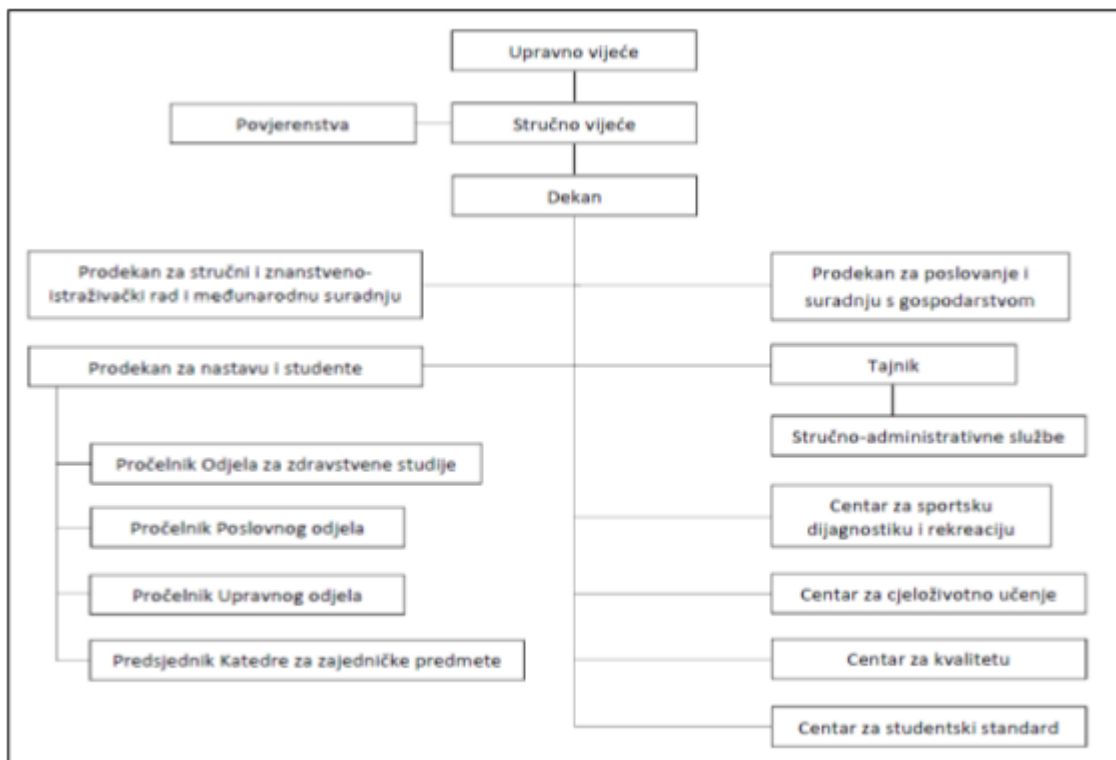 Upravno vijeće
Povjerenstva
Stručno vijeće
Dekan
Prodekan za stručni i znanstveno-
istraživački rad i međunarodnu suradnju
Prodekan za poslovanje i
suradnju s gospodarstvom
Prodekan za nastavu i studente
Tajnik
Stručno-administrativne službe
Pročelnik Odjela za zdravstvene studije
Pročelnik Poslovnog odjela
Pročelnik Upravnog odjela
Predsjednik Katedre za zajedničke predmete
Centar za sportsku
dijagnostiku i rekreaciju
Centar za cjeloživotno učenje
Centar za kvalitetu
Centar za studentski standard